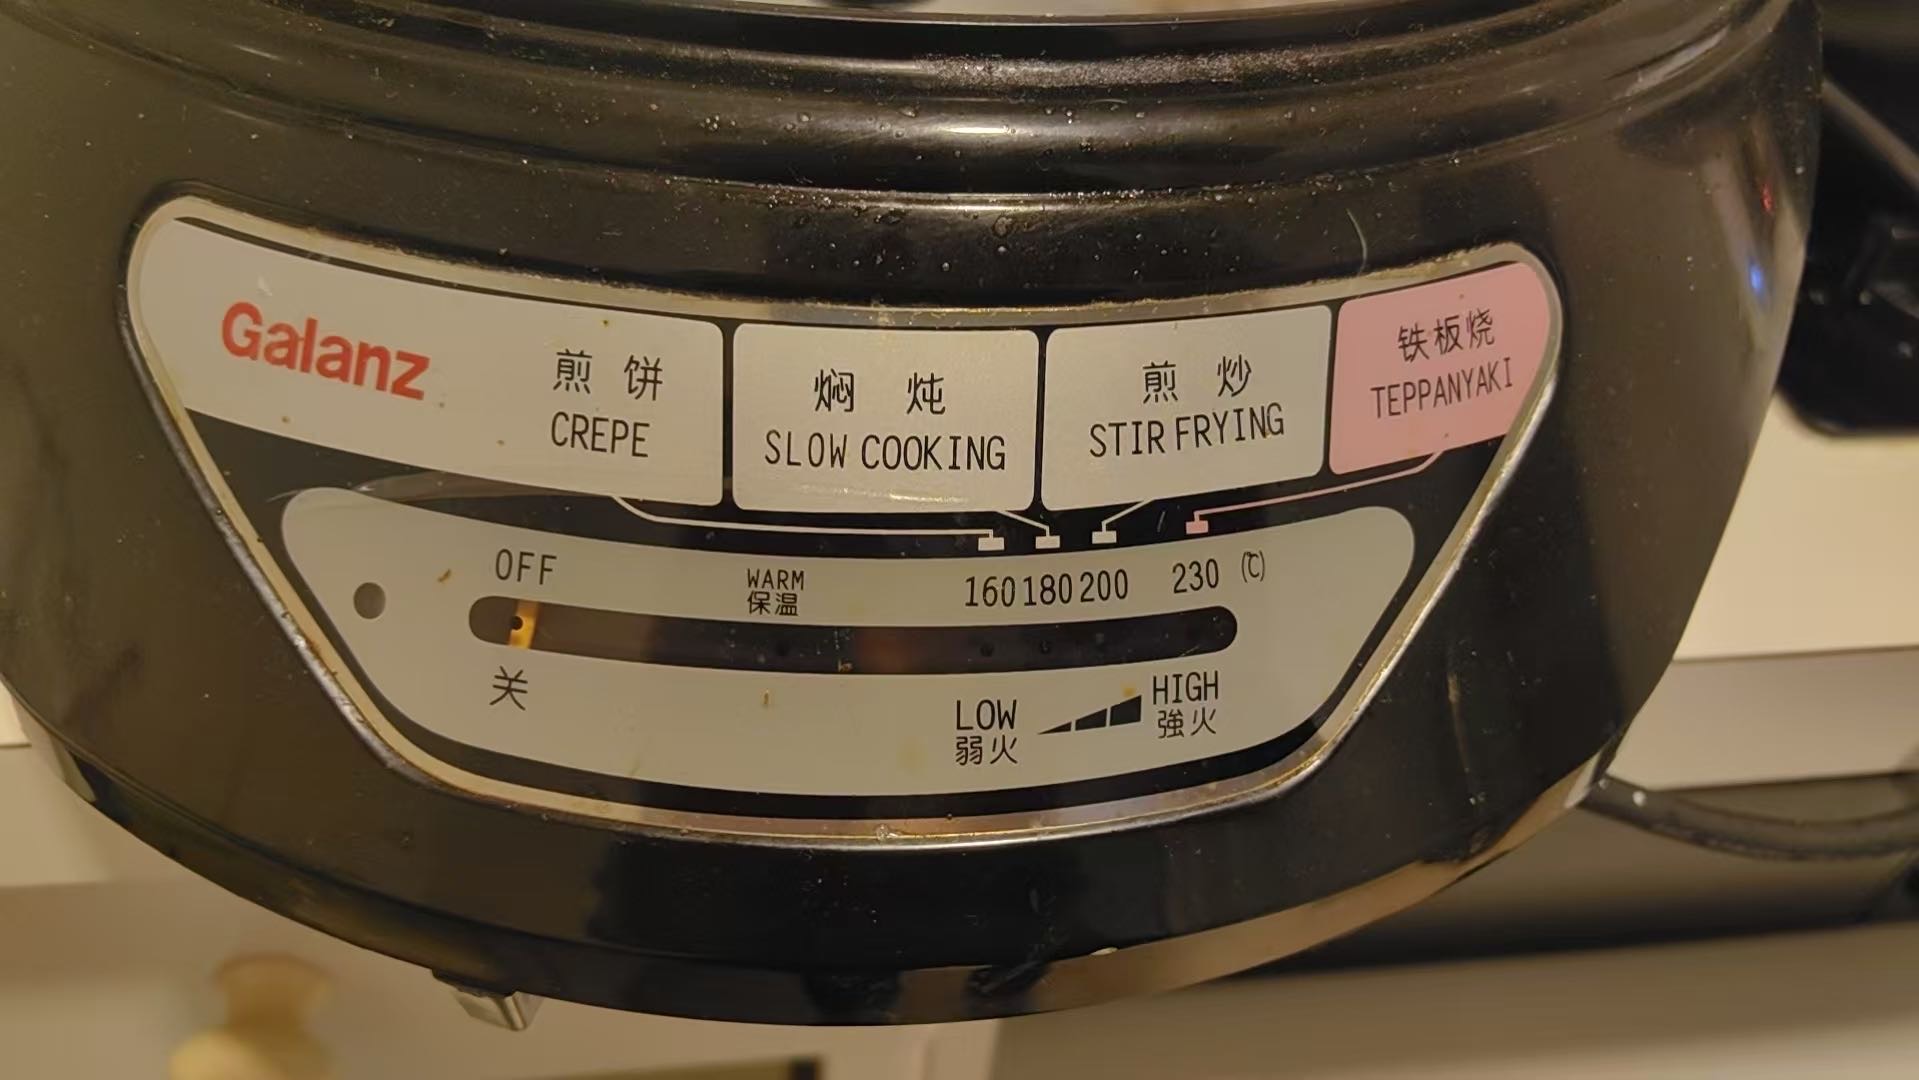 Galanz
煎 饼
CREPE
焖 炖
SLOW COOKING
煎 炒
STIR FRYING
铁板烧
TEPPANYAKI
OFF
WARM
保温
160 180 200 230 (℃)
关
LOW
弱火
HIGH
強火